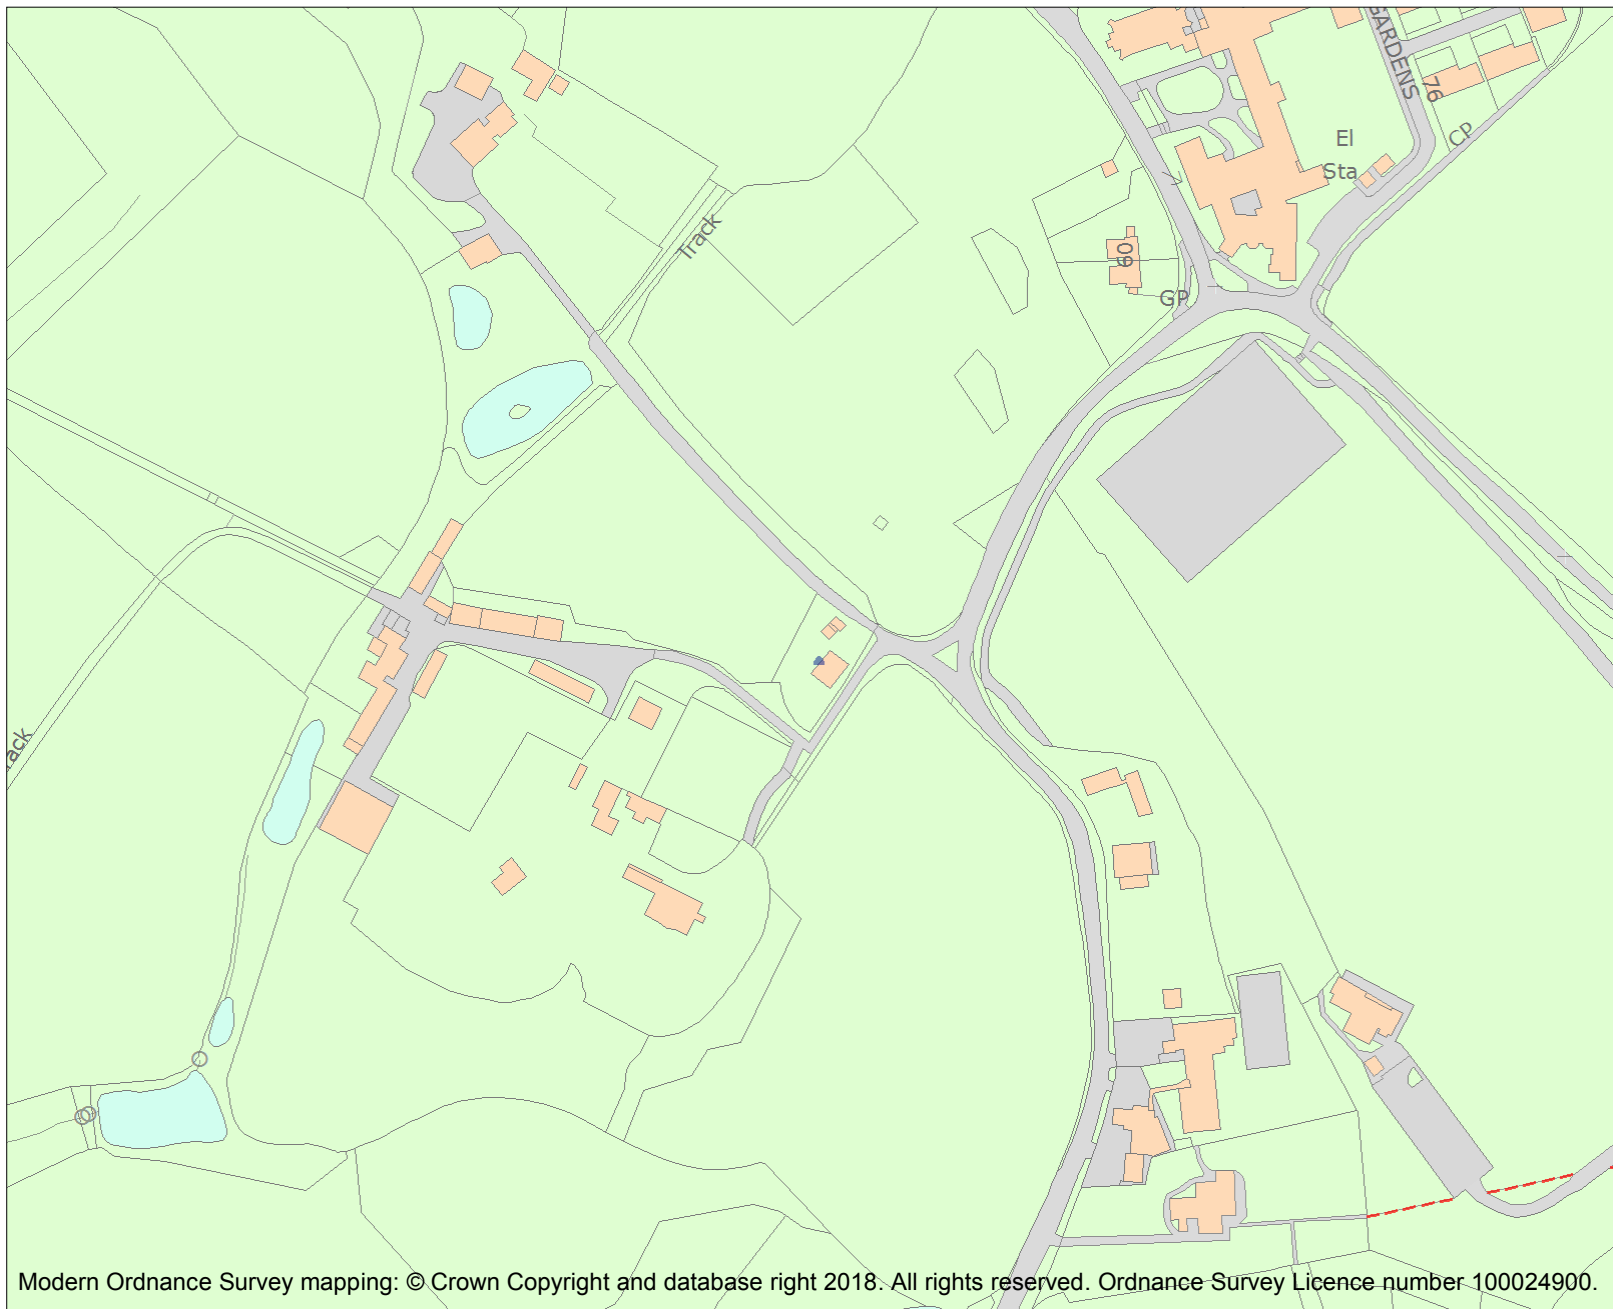 GARDENS
76
CP
El
Sta
Track
60
GP
ack
Modern Ordnance Survey mapping: © Crown Copyright and database right 2018. All rights reserved. Ordnance Survey Licence number 100024900.